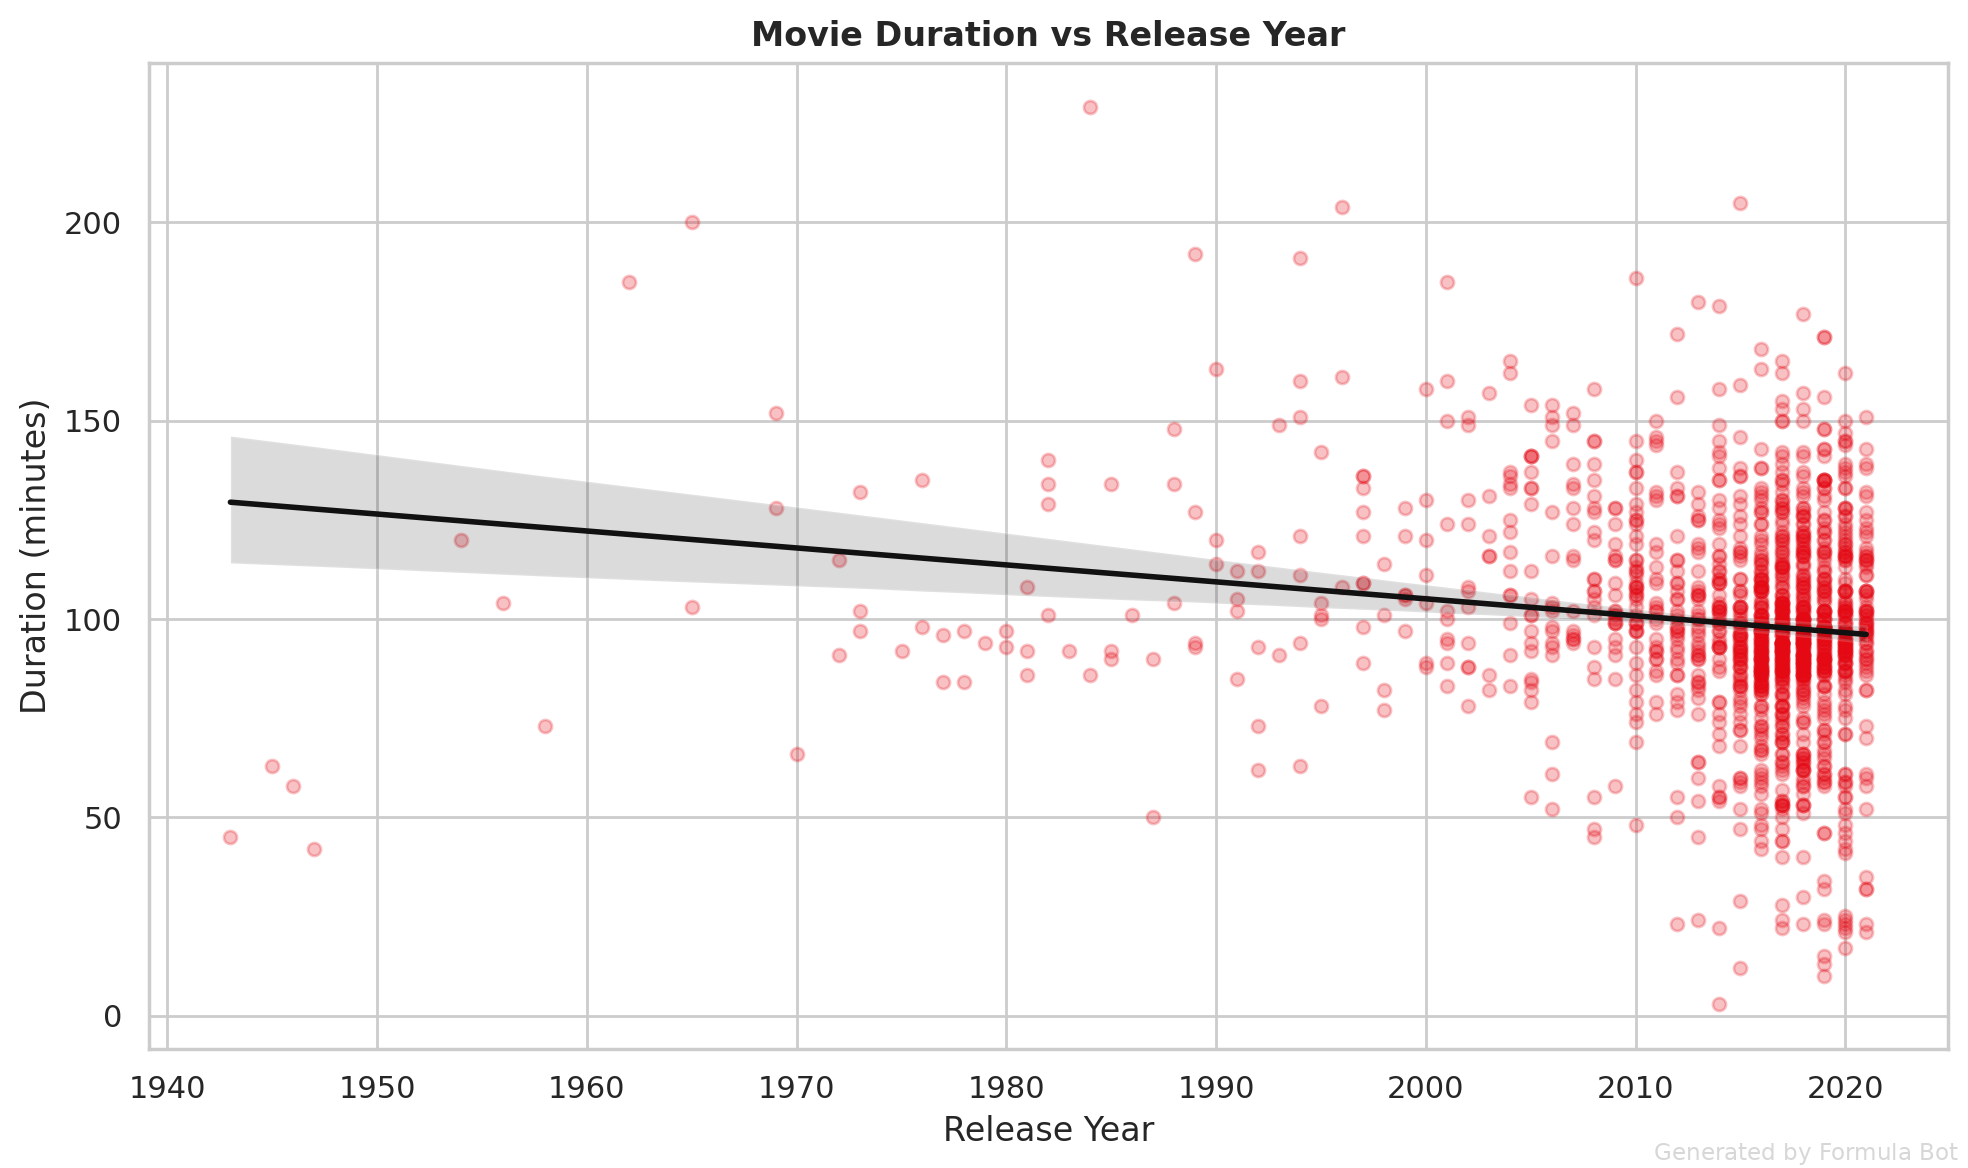 Movie Duration vs Release Year
Duration (minutes)
200
150
100
50
0
1940 1950 1960 1970 1980 1990 2000 2010 2020
Release Year
Generated by Formula Bot